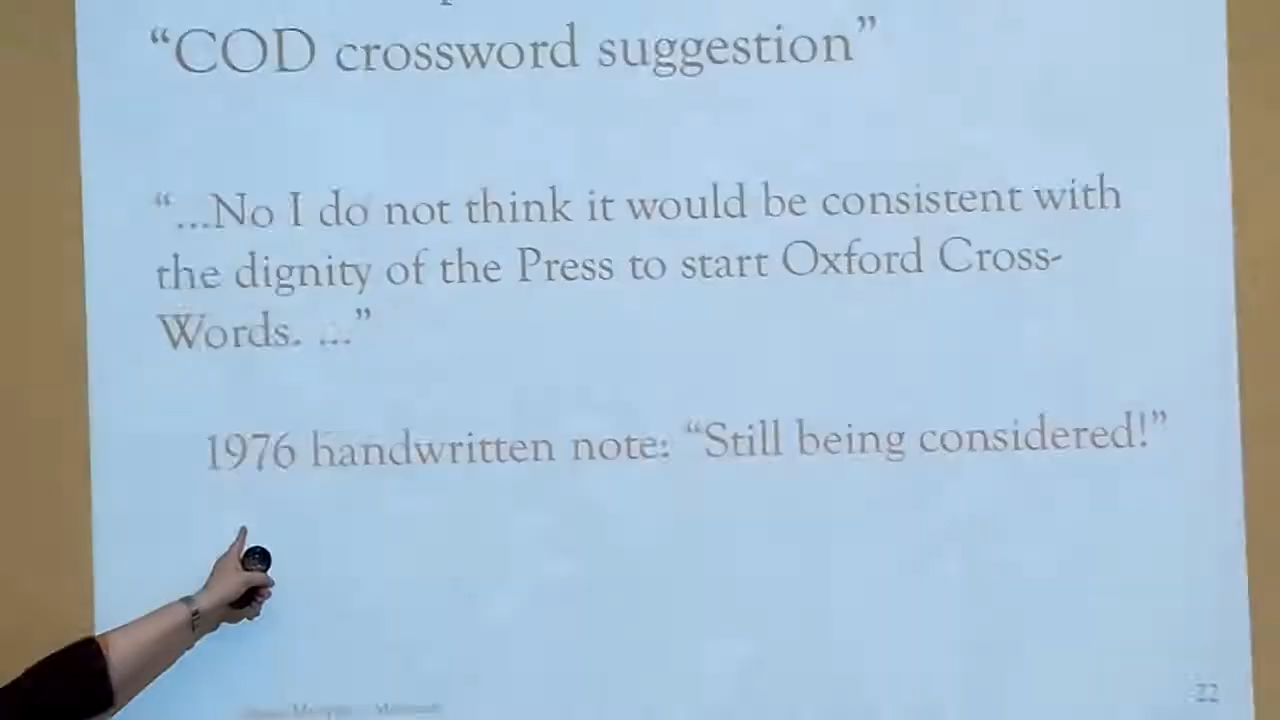 “COD crossword suggestion”
“...No I do not think it would be consistent with
the dignity of the Press to start Oxford Cross-
Words. ...”
1976 handwritten note: “Still being considered!”
22